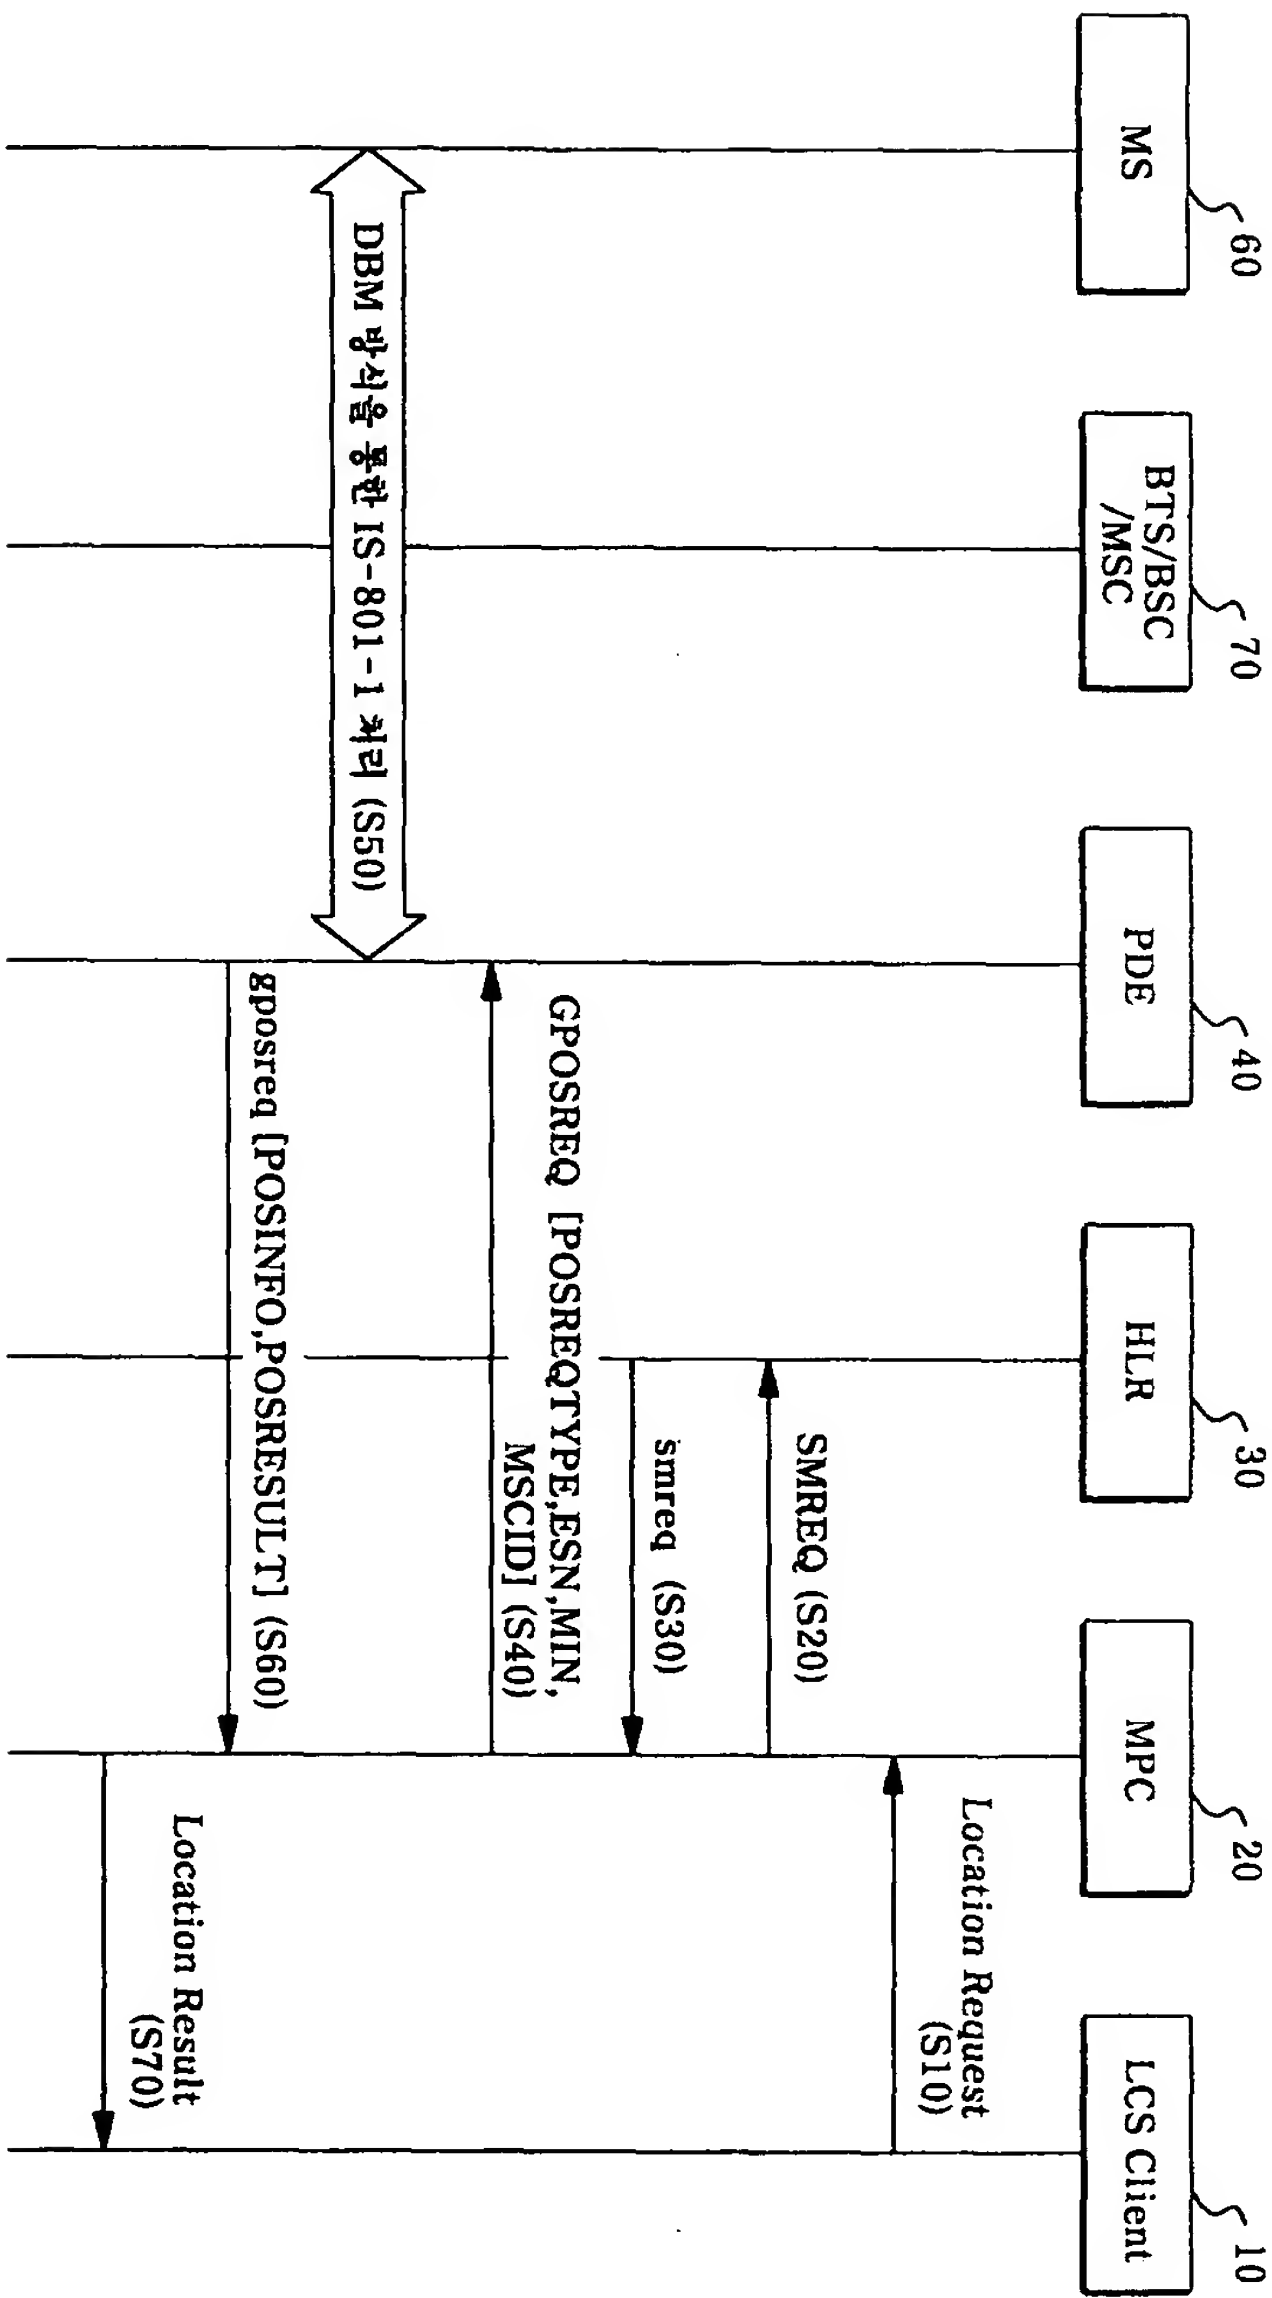 60
70
40
30
20
10
MS
BTS/BSC
/MSC
PDE
HLR
MPC
LCS Client
Location Request
(S10)
SMREQ (S20)
smreq (S30)
GPOSREQ [POSREQTYPE,ESN,MIN,
MSCID] (S40)
DBM 방식을 통한 IS-801-1 처리 (S50)
gposreq [POSINFO,POSRESULT] (S60)
Location Result
(S70)